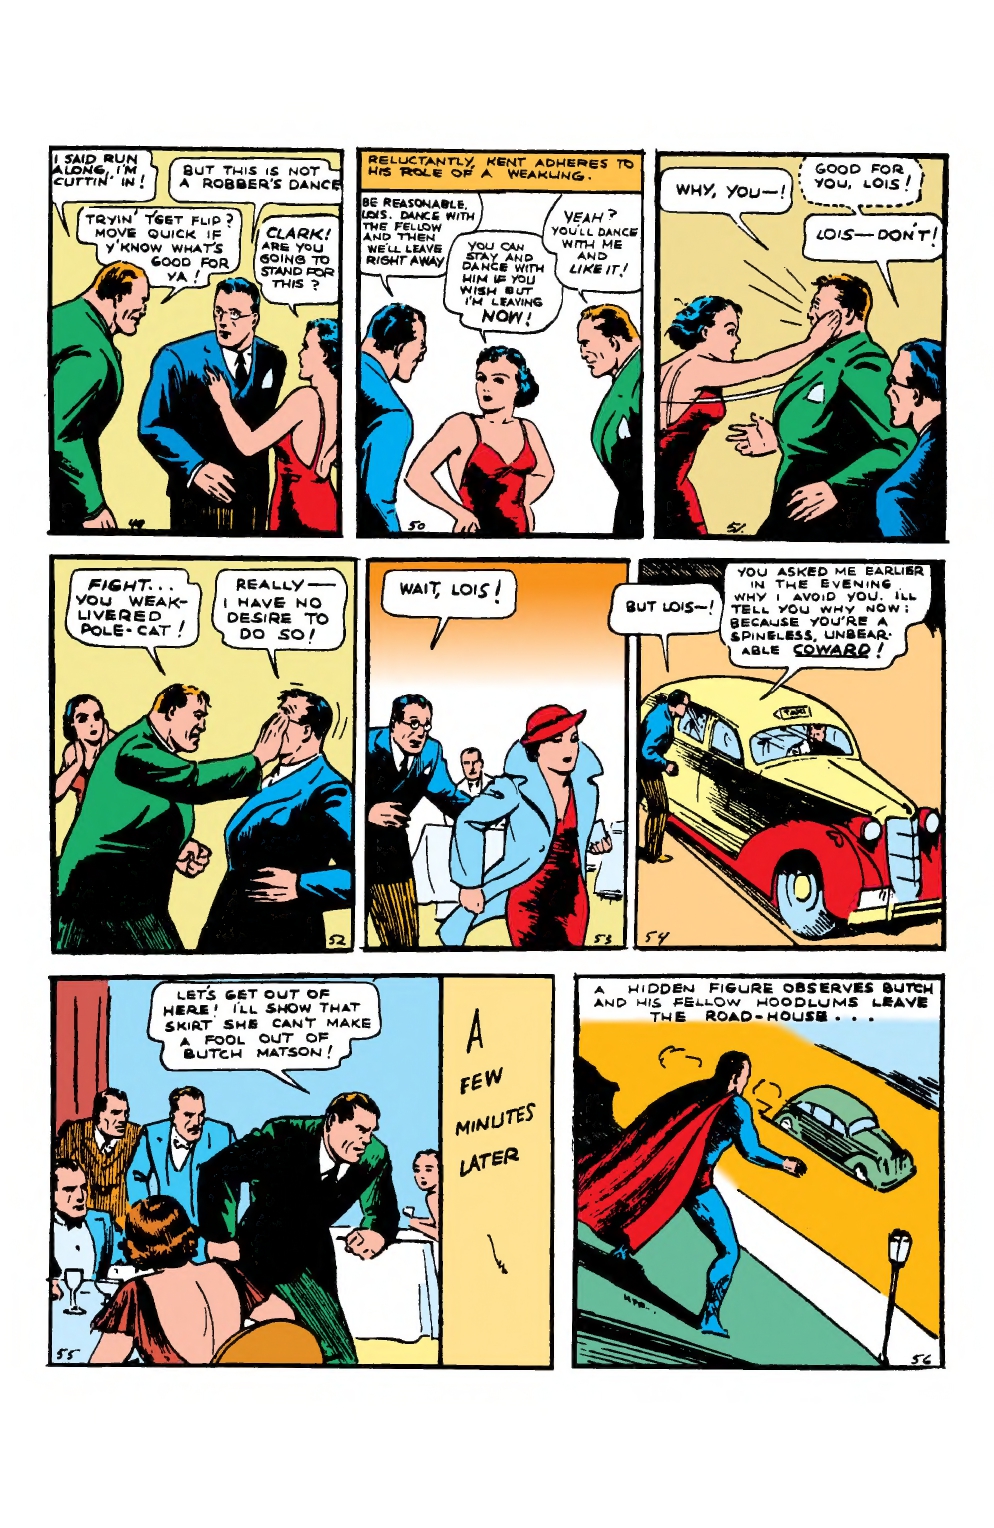 I SAID RUN
ALONG, I'M
CUTTIN' IN!
BUT THIS IS NOT
A ROBBER'S DANCE
TRYIN' T'GET FLIP?
MOVE QUICK IF
Y'KNOW WHAT'S
GOOD FOR
YA!
CLARK!
ARE YOU
GOING TO
STAND FOR
THIS?
49
RELUCTANTLY, KENT ADHERES TO
HIS ROLE OF A WEAKLING.
BE REASONABLE,
LOIS. DANCE WITH
THE FELLOW
AND THEN
WE'LL LEAVE
RIGHT AWAY
YOU CAN
STAY AND
DANCE WITH
HIM IF YOU
WISH BUT
I'M LEAVING
NOW!
YEAH?
YOU'LL DANCE
WITH ME
AND
LIKE IT!
50
WHY, YOU—!
GOOD FOR
YOU, LOIS!
LOIS—DON'T!
51.
FIGHT...
YOU WEAK-
LIVERED
POLE-CAT!
REALLY—
I HAVE NO
DESIRE TO
DO SO!
52
WAIT, LOIS!
53
BUT LOIS—!
YOU ASKED ME EARLIER
IN THE EVENING
WHY I AVOID YOU. I'LL
TELL YOU WHY NOW:
BECAUSE YOU'RE A
SPINELESS, UNBEAR-
ABLE COWARD!
TAXI
54
LET'S GET OUT OF
HERE! I'LL SHOW THAT
SKIRT SHE CAN'T MAKE
A FOOL OUT OF
BUTCH MATSON!
55
A
FEW
MINUTES
LATER
A HIDDEN FIGURE OBSERVES BUTCH
AND HIS FELLOW HOODLUMS LEAVE
THE ROAD-HOUSE...
56